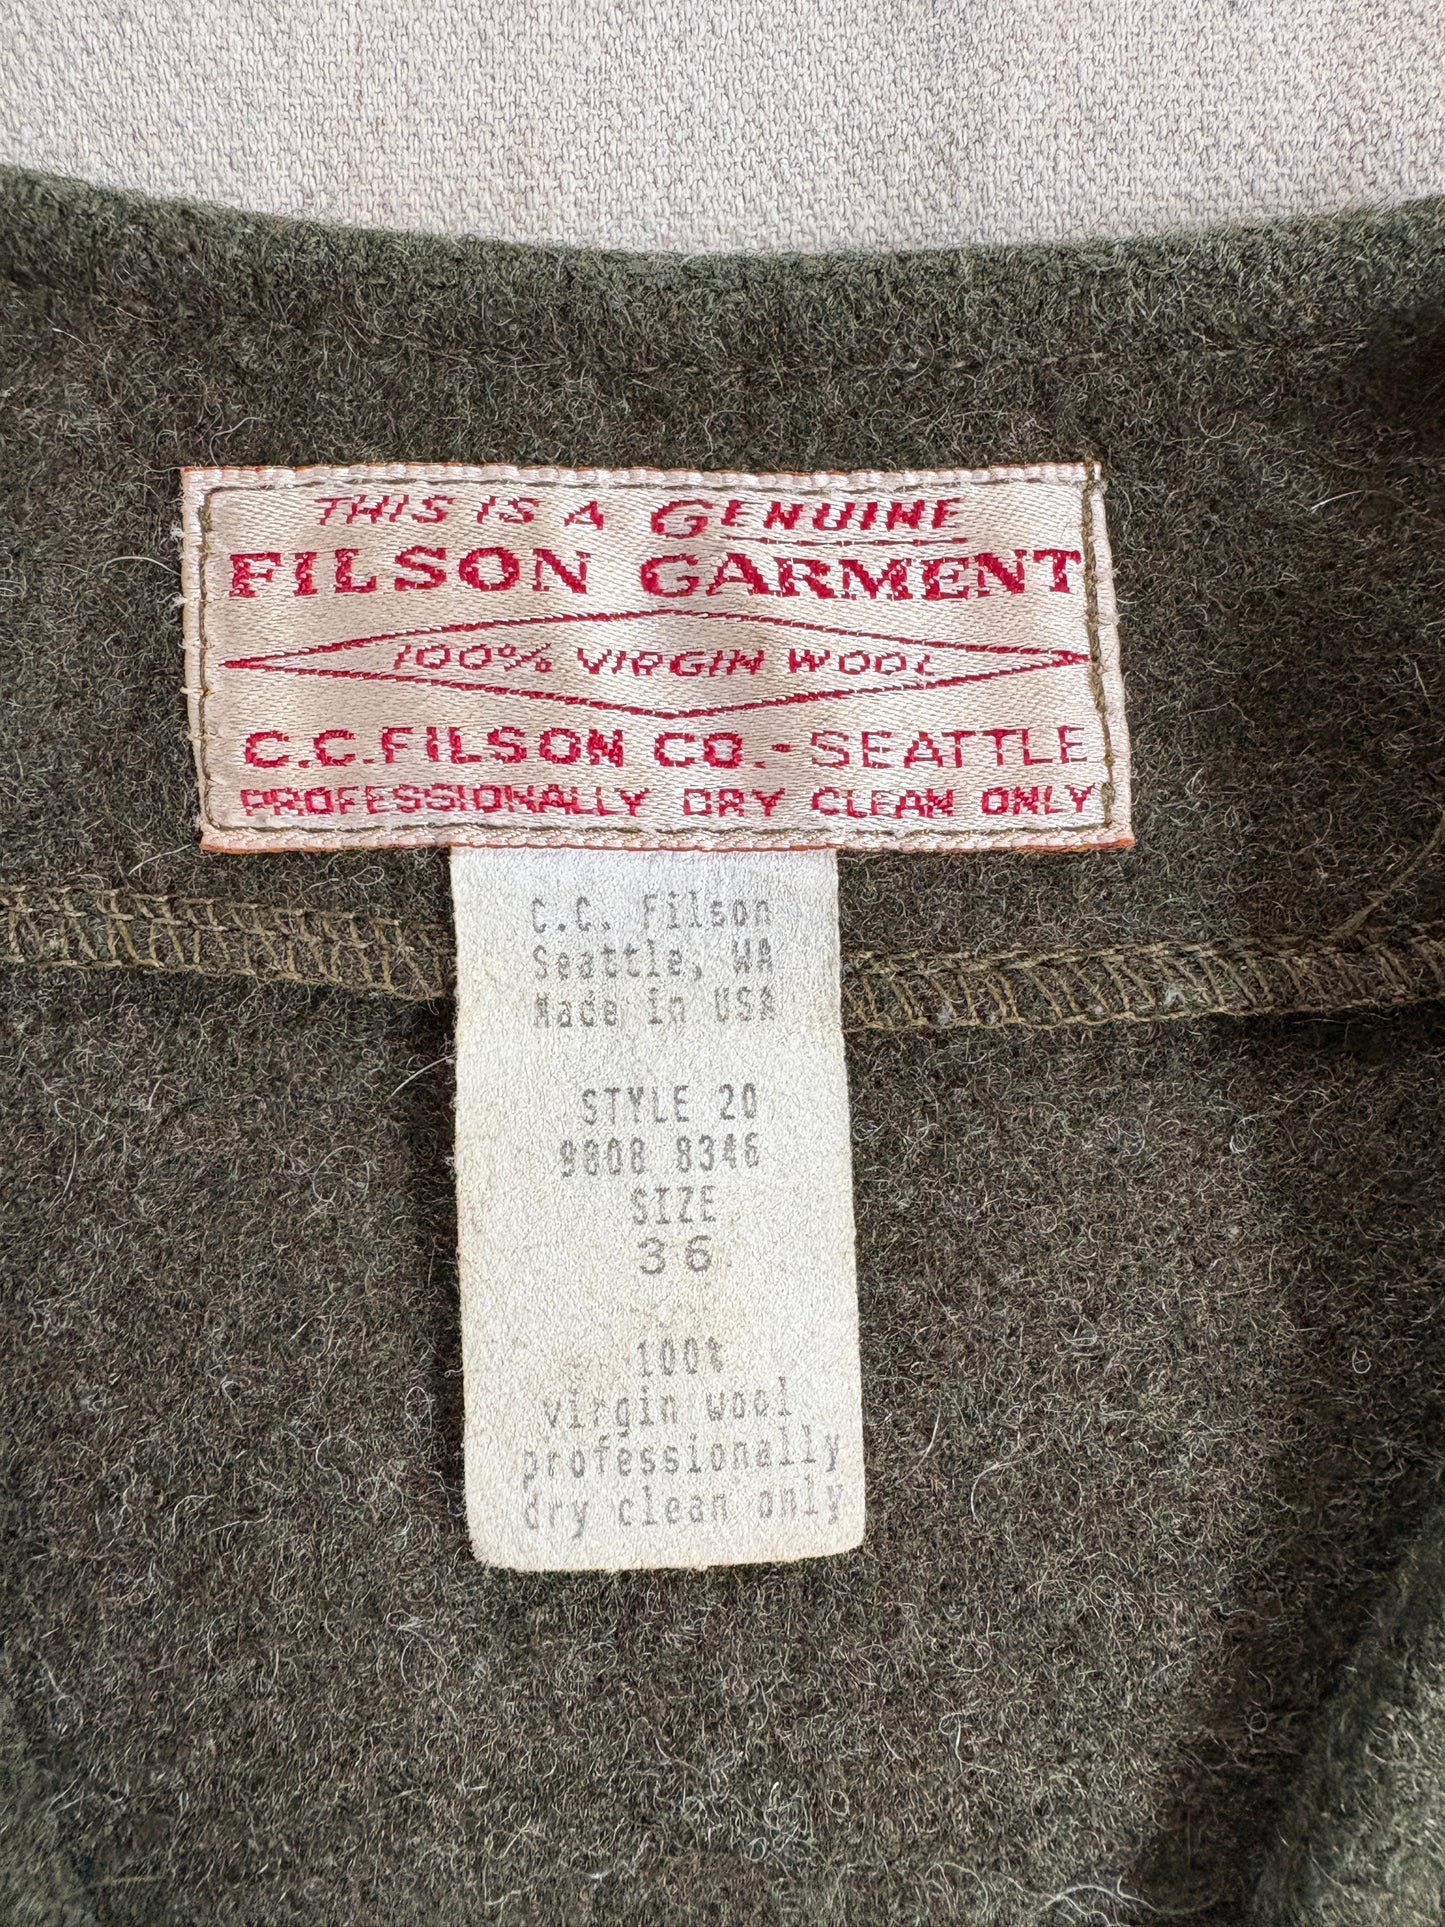 THIS IS A GENUINE
FILSON GARMENT
100% VIRGIN WOOL
C.C. FILSON CO. - SEATTLE
PROFESSIONALLY DRY CLEAN ONLY
C.C. Filson
Seattle, WA
Made in USA
STYLE 20
9808 8346
SIZE
36
100%
virgin wool
professionally
dry clean only